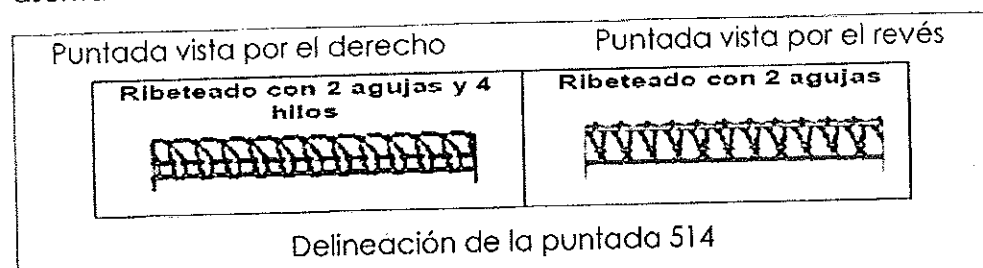 Puntada vista por el derecho
Puntada vista por el revés
Ribeteado con 2 agujas y 4
hilos
Ribeteado con 2 agujas
Delineación de la puntada 514